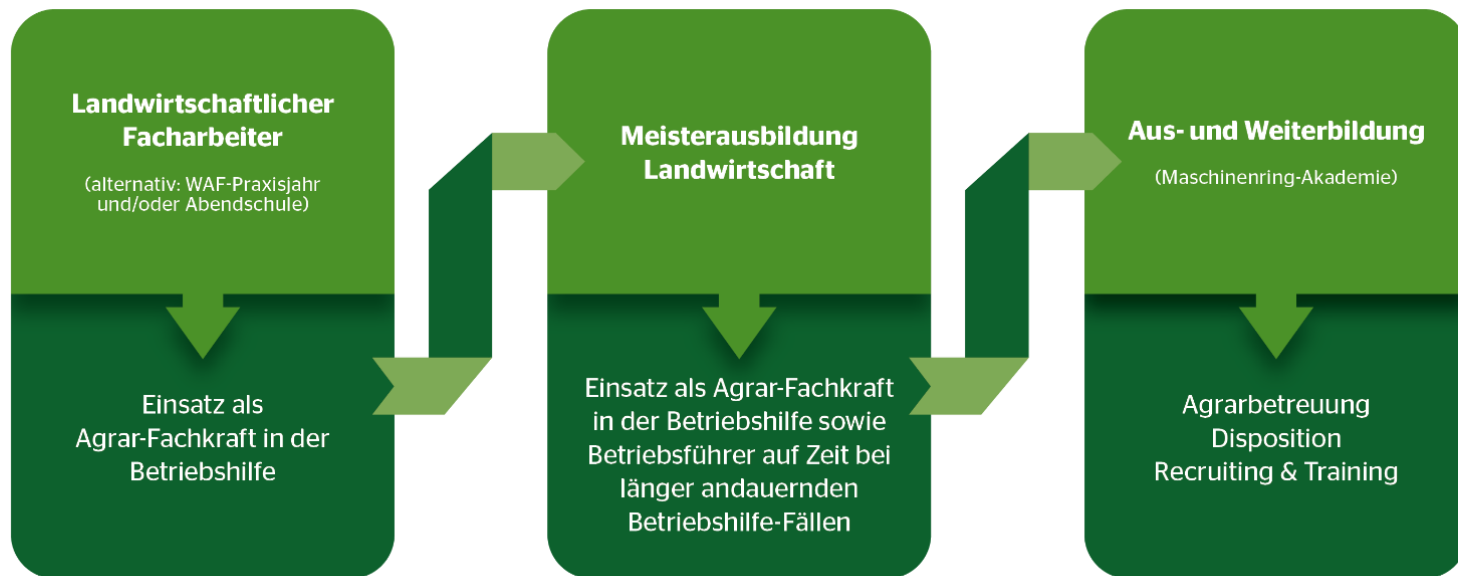 Landwirtschaftlicher
Facharbeiter
(alternativ: WAF-Praxisjahr
und/oder Abendschule)
Einsatz als
Agrar-Fachkraft in der
Betriebshilfe
Meisterausbildung
Landwirtschaft
Einsatz als Agrar-Fachkraft
in der Betriebshilfe sowie
Betriebsführer auf Zeit bei
länger andauernden
Betriebshilfe-Fällen
Aus- und Weiterbildung
(Maschinenring-Akademie)
Agrarbetreuung
Disposition
Recruiting & Training